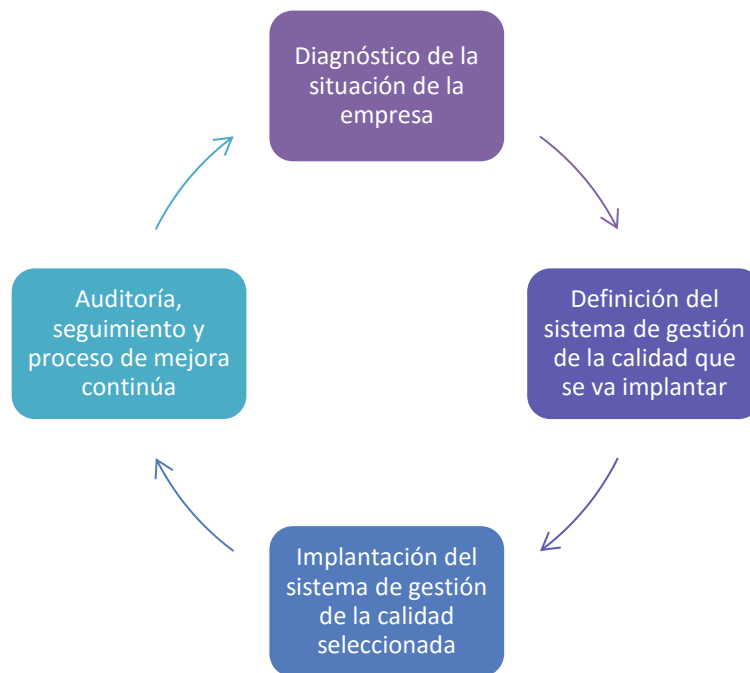 Diagnóstico de la
situación de la
empresa
Definición del
sistema de gestión
de la calidad que
se va implantar
Implantación del
sistema de gestión
de la calidad
seleccionada
Auditoría,
seguimiento y
proceso de mejora
continúa